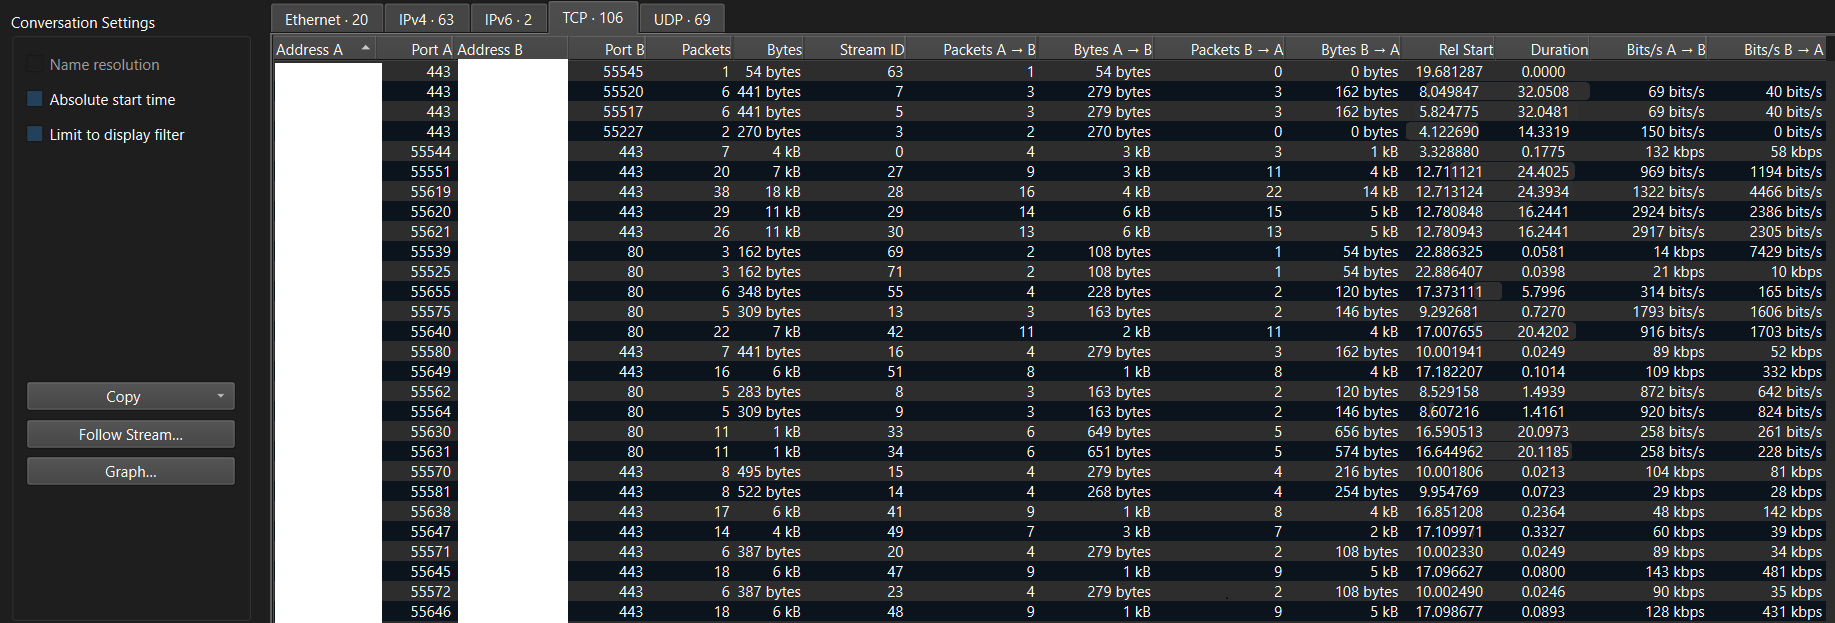 Conversation Settings
Name resolution
Absolute start time
Limit to display filter
Copy
Follow Stream...
Graph...
Ethernet · 20 IPv4 · 63 IPv6 · 2 TCP · 106 UDP · 69
Address A Port A Address B Port B Packets Bytes Stream ID Packets A → B Bytes A → B Packets B → A Bytes B → A Rel Start Duration Bits/s A → B Bits/s B → A
443 55545 1 54 bytes 63 1 54 bytes 0 0 bytes 19.681287 0.0000
443 55520 6 441 bytes 7 3 279 bytes 3 162 bytes 8.049847 32.0508 69 bits/s 40 bits/s
443 55517 6 441 bytes 5 3 279 bytes 3 162 bytes 5.824775 32.0481 69 bits/s 40 bits/s
443 55227 2 270 bytes 3 2 270 bytes 0 0 bytes 4.122690 14.3319 150 bits/s 0 bits/s
55544 443 7 4 kB 0 4 3 kB 3 1 kB 3.328880 0.1775 132 kbps 58 kbps
55551 443 20 7 kB 27 9 3 kB 11 4 kB 12.711121 24.4025 969 bits/s 1194 bits/s
55619 443 38 18 kB 28 16 4 kB 22 14 kB 12.713124 24.3934 1322 bits/s 4466 bits/s
55620 443 29 11 kB 29 14 6 kB 15 5 kB 12.780848 16.2441 2924 bits/s 2386 bits/s
55621 443 26 11 kB 30 13 6 kB 13 5 kB 12.780943 16.2441 2917 bits/s 2305 bits/s
55539 80 3 162 bytes 69 2 108 bytes 1 54 bytes 22.886325 0.0581 14 kbps 7429 bits/s
55525 80 3 162 bytes 71 2 108 bytes 1 54 bytes 22.886407 0.0398 21 kbps 10 kbps
55655 80 6 348 bytes 55 4 228 bytes 2 120 bytes 17.373111 5.7996 314 bits/s 165 bits/s
55575 80 5 309 bytes 13 3 163 bytes 2 146 bytes 9.292681 0.7270 1793 bits/s 1606 bits/s
55640 80 22 7 kB 42 11 2 kB 11 4 kB 17.007655 20.4202 916 bits/s 1703 bits/s
55580 443 7 441 bytes 16 4 279 bytes 3 162 bytes 10.001941 0.0249 89 kbps 52 kbps
55649 443 16 6 kB 51 8 1 kB 8 4 kB 17.182207 0.1014 109 kbps 332 kbps
55562 80 5 283 bytes 8 3 163 bytes 2 120 bytes 8.529158 1.4939 872 bits/s 642 bits/s
55564 80 5 309 bytes 9 3 163 bytes 2 146 bytes 8.607216 1.4161 920 bits/s 824 bits/s
55630 80 11 1 kB 33 6 649 bytes 5 656 bytes 16.590513 20.0973 258 bits/s 261 bits/s
55631 80 11 1 kB 34 6 651 bytes 5 574 bytes 16.644962 20.1185 258 bits/s 228 bits/s
55570 443 8 495 bytes 15 4 279 bytes 4 216 bytes 10.001806 0.0213 104 kbps 81 kbps
55581 443 8 522 bytes 14 4 268 bytes 4 254 bytes 9.954769 0.0723 29 kbps 28 kbps
55638 443 17 6 kB 41 9 1 kB 8 4 kB 16.851208 0.2364 48 kbps 142 kbps
55647 443 14 4 kB 49 7 3 kB 7 2 kB 17.109971 0.3327 60 kbps 39 kbps
55571 443 6 387 bytes 20 4 279 bytes 2 108 bytes 10.002330 0.0249 89 kbps 34 kbps
55645 443 18 6 kB 47 9 1 kB 9 5 kB 17.096627 0.0800 143 kbps 481 kbps
55572 443 6 387 bytes 23 4 279 bytes 2 108 bytes 10.002490 0.0246 90 kbps 35 kbps
55646 443 18 6 kB 48 9 1 kB 9 5 kB 17.098677 0.0893 128 kbps 431 kbps